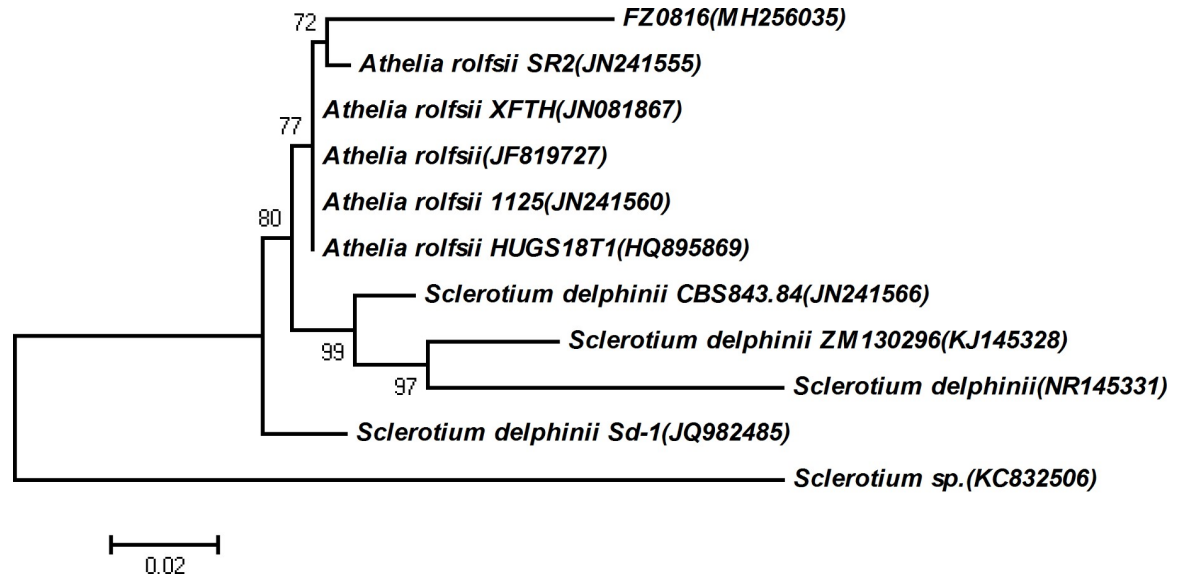 72
FZ0816(MH256035)
Athelia rolfsii SR2(JN241555)
Athelia rolfsii XFTH(JN081867)
77
Athelia rolfsii(JF819727)
Athelia rolfsii 1125(JN241560)
80
Athelia rolfsii HUGS18T1(HQ895869)
Sclerotium delphinii CBS843.84(JN241566)
Sclerotium delphinii ZM130296(KJ145328)
99
97
Sclerotium delphinii(NR145331)
Sclerotium delphinii Sd-1(JQ982485)
Sclerotium sp.(KC832506)
0.02